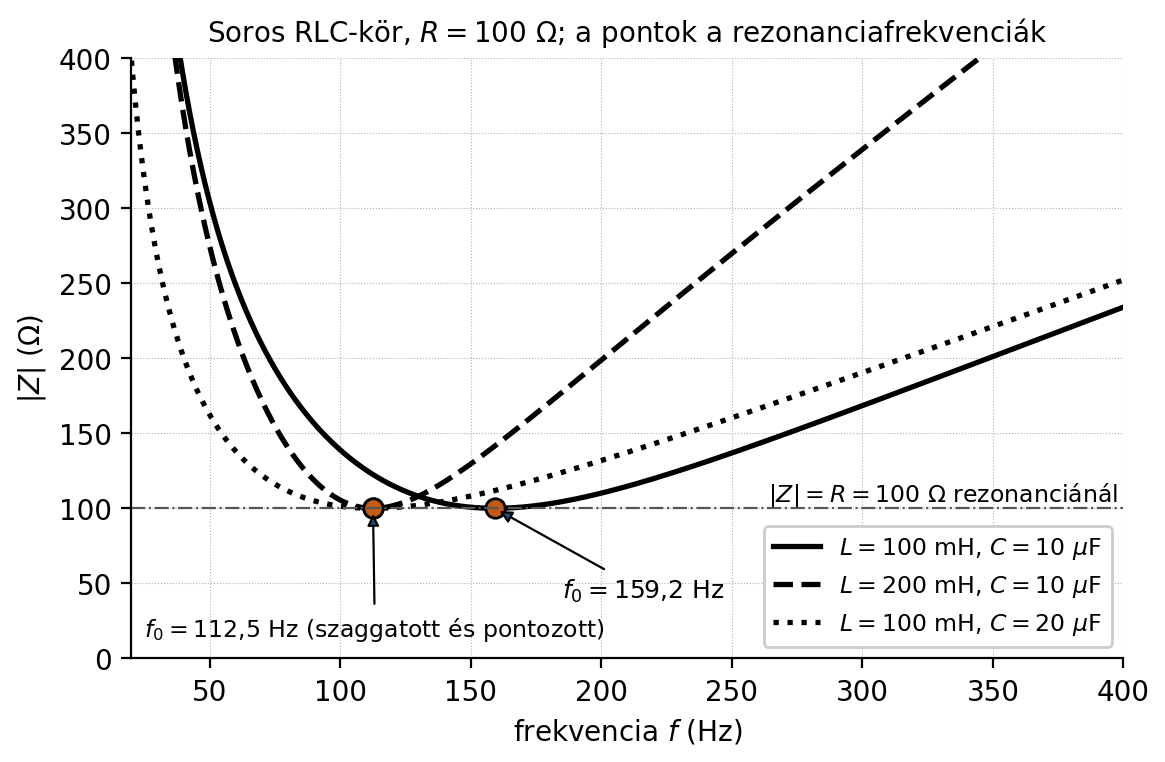 Soros RLC-kör, R = 100 Ω; a pontok a rezonanciafrekvenciák
400
350
300
250
200
150
100
50
0
|Z| (Ω)
|Z| = R = 100 Ω rezonanciánál
L = 100 mH, C = 10 μF
L = 200 mH, C = 10 μF
L = 100 mH, C = 20 μF
f₀ = 159,2 Hz
f₀ = 112,5 Hz (szaggatott és pontozott)
50
100
150
200
250
300
350
400
frekvencia f (Hz)